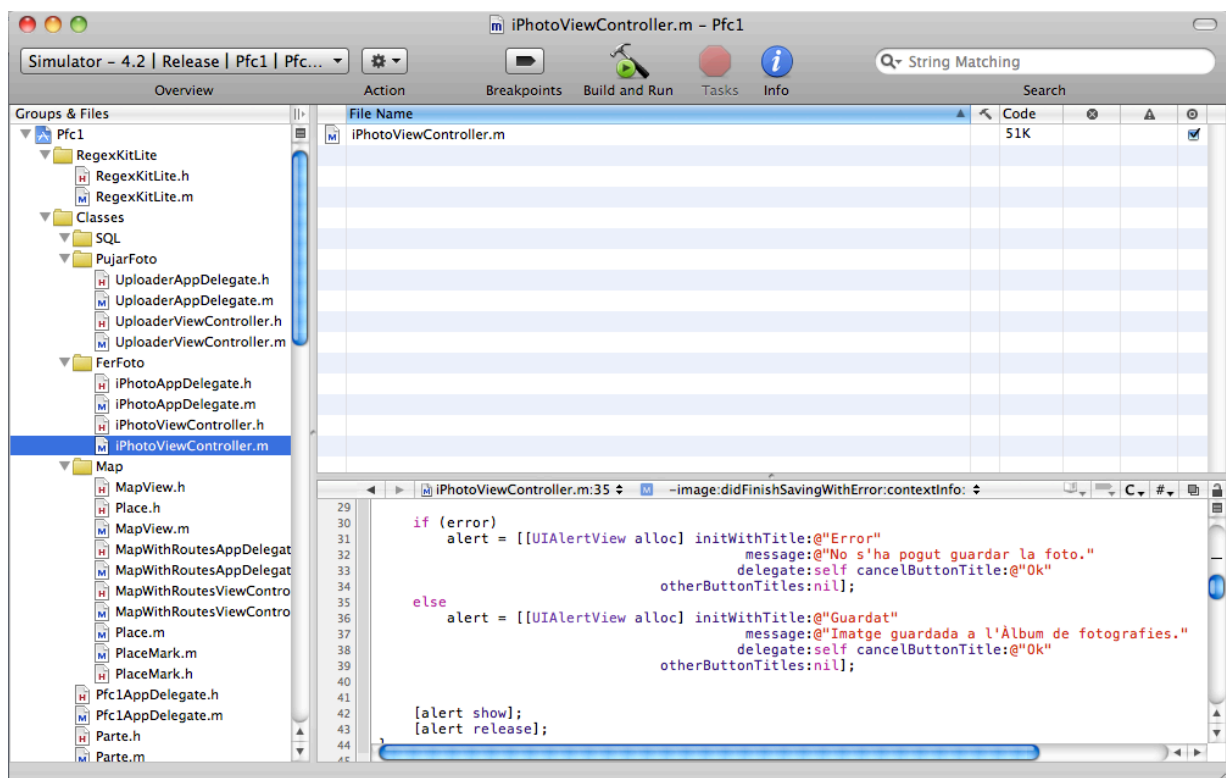 iPhotoViewController.m – Pfc1
Simulator – 4.2 | Release | Pfc1 | Pfc...
Overview Action Breakpoints Build and Run Tasks Info String Matching Search
Groups & Files
Pfc1
RegexKitLite
RegexKitLite.h
RegexKitLite.m
Classes
SQL
PujarFoto
UploaderAppDelegate.h
UploaderAppDelegate.m
UploaderViewController.h
UploaderViewController.m
FerFoto
iPhotoAppDelegate.h
iPhotoAppDelegate.m
iPhotoViewController.h
iPhotoViewController.m
Map
MapView.h
Place.h
MapView.m
MapWithRoutesAppDelegat
MapWithRoutesAppDelegat
MapWithRoutesViewContro
MapWithRoutesViewContro
Place.m
PlaceMark.m
PlaceMark.h
Pfc1AppDelegate.h
Pfc1AppDelegate.m
Parte.h
Parte.m
File Name Code
iPhotoViewController.m 51K
iPhotoViewController.m:35 M -image:didFinishSavingWithError:contextInfo: C #
29
30 if (error)
31 alert = [[UIAlertView alloc] initWithTitle:@"Error"
32 message:@"No s'ha pogut guardar la foto."
33 delegate:self cancelButtonTitle:@"Ok"
34 otherButtonTitles:nil];
35 else
36 alert = [[UIAlertView alloc] initWithTitle:@"Guardat"
37 message:@"Imatge guardada a l'Àlbum de fotografies."
38 delegate:self cancelButtonTitle:@"Ok"
39 otherButtonTitles:nil];
40
41
42 [alert show];
43 [alert release];
44 }
45